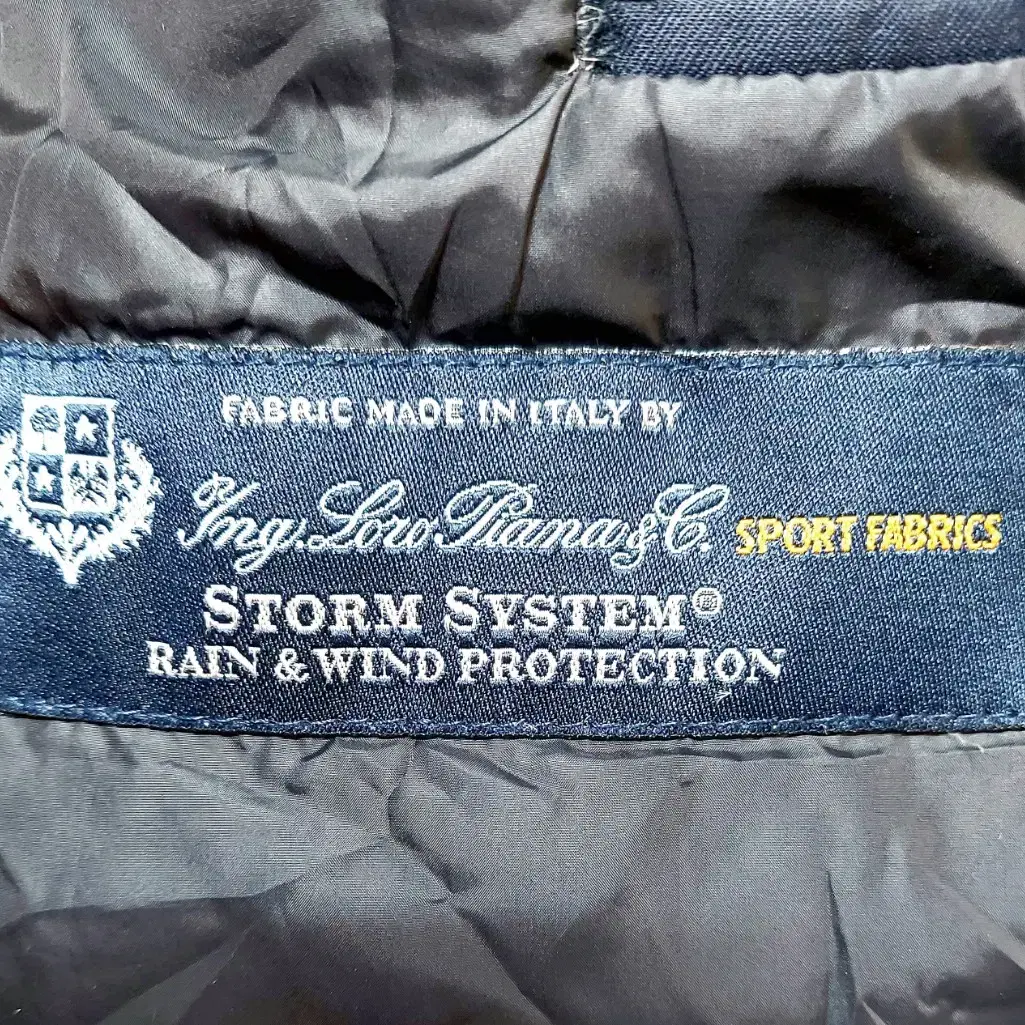 FABRIC MADE IN ITALY BY
Ing. Loro Piana & C. SPORT FABRICS
STORM SYSTEM®
RAIN & WIND PROTECTION